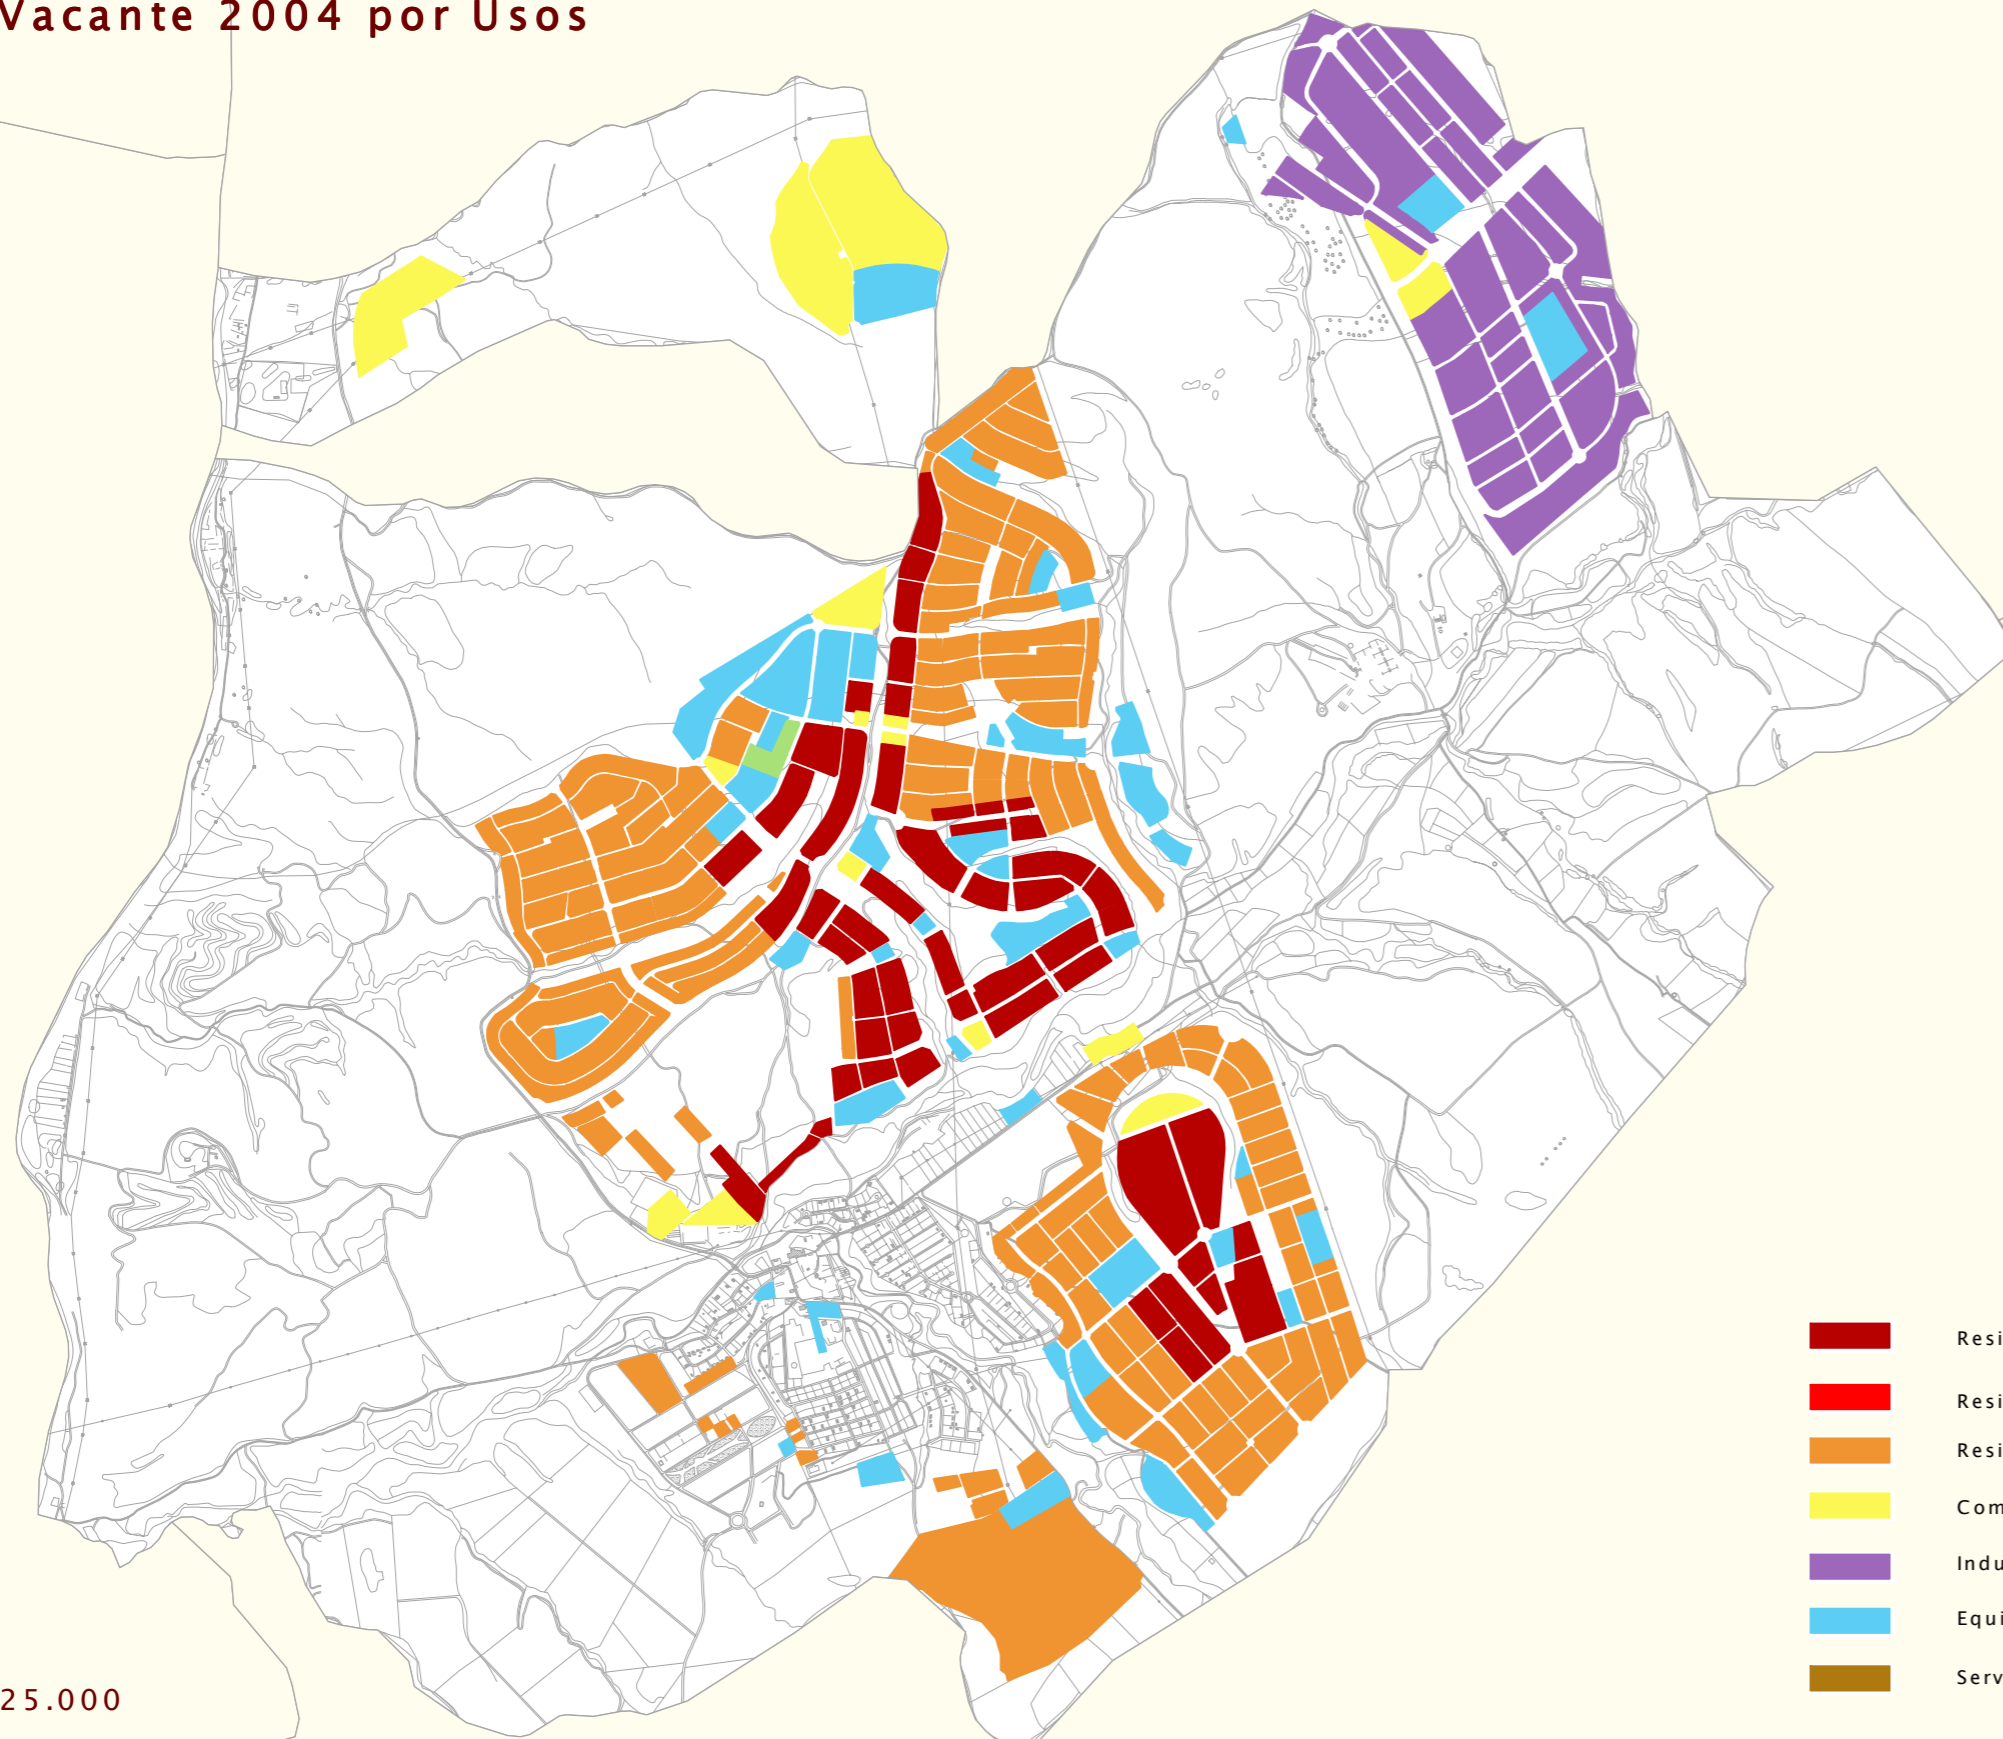 Vacante 2004 por Usos
Resi
Resi
Resi
Com
Indu
Equi
Serv
25.000